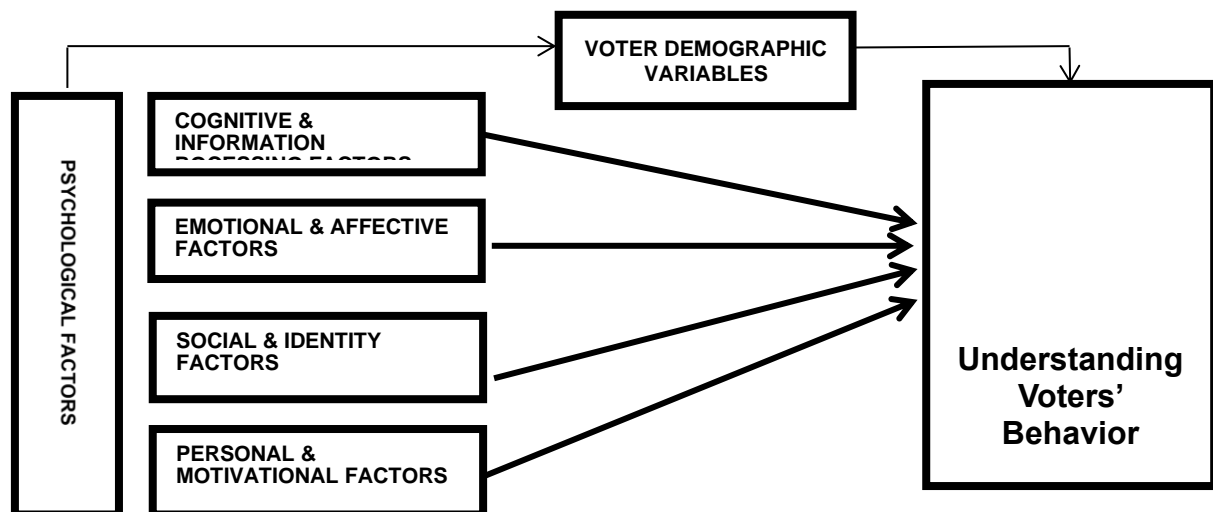 VOTER DEMOGRAPHIC
VARIABLES
PSYCHOLOGICAL FACTORS
COGNITIVE &
INFORMATION
FACTORS
EMOTIONAL & AFFECTIVE
FACTORS
SOCIAL & IDENTITY
FACTORS
PERSONAL &
MOTIVATIONAL FACTORS
Understanding
Voters’
Behavior